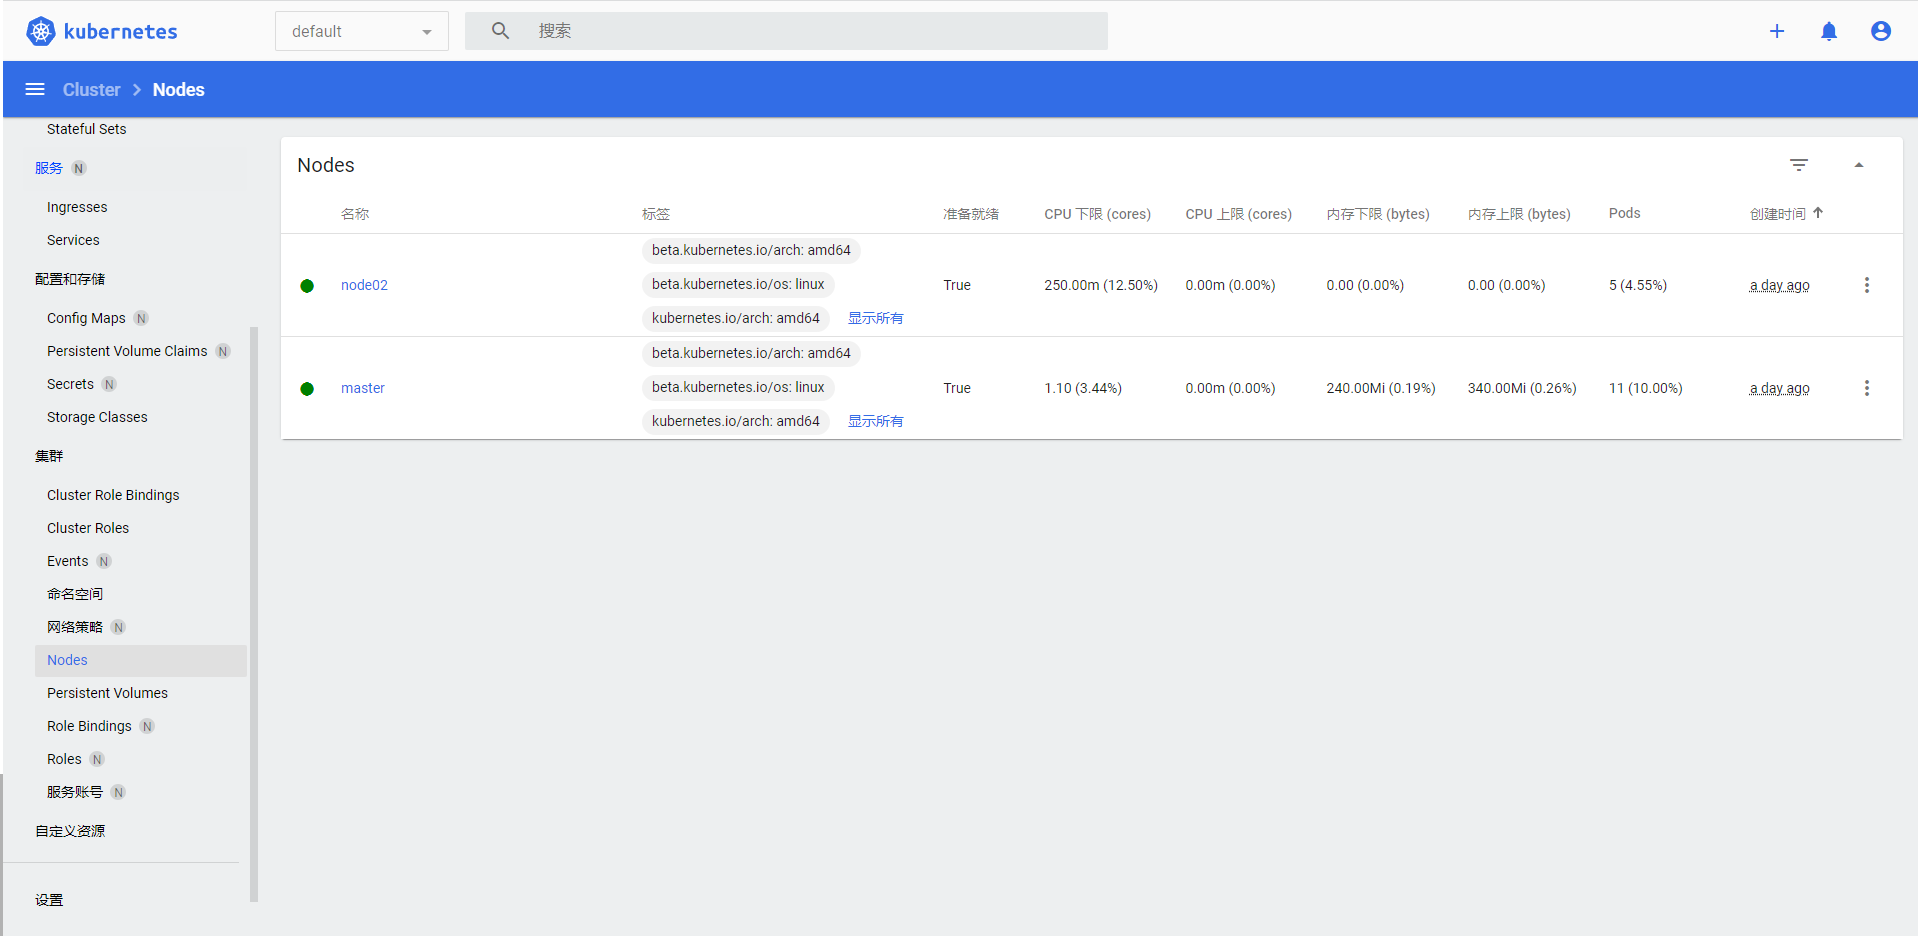 kubernetes
default
搜索
Cluster > Nodes
Stateful Sets
服务 N
Ingresses
Services
配置和存储
Config Maps N
Persistent Volume Claims N
Secrets N
Storage Classes
集群
Cluster Role Bindings
Cluster Roles
Events N
命名空间
网络策略 N
Nodes
Persistent Volumes
Role Bindings N
Roles N
服务账号 N
自定义资源
设置
Nodes
名称 标签 准备就绪 CPU 下限 (cores) CPU 上限 (cores) 内存下限 (bytes) 内存上限 (bytes) Pods 创建时间
beta.kubernetes.io/arch: amd64
node02 beta.kubernetes.io/os: linux True 250.00m (12.50%) 0.00m (0.00%) 0.00 (0.00%) 0.00 (0.00%) 5 (4.55%) a day ago
kubernetes.io/arch: amd64 显示所有
beta.kubernetes.io/arch: amd64
master beta.kubernetes.io/os: linux True 1.10 (3.44%) 0.00m (0.00%) 240.00Mi (0.19%) 340.00Mi (0.26%) 11 (10.00%) a day ago
kubernetes.io/arch: amd64 显示所有